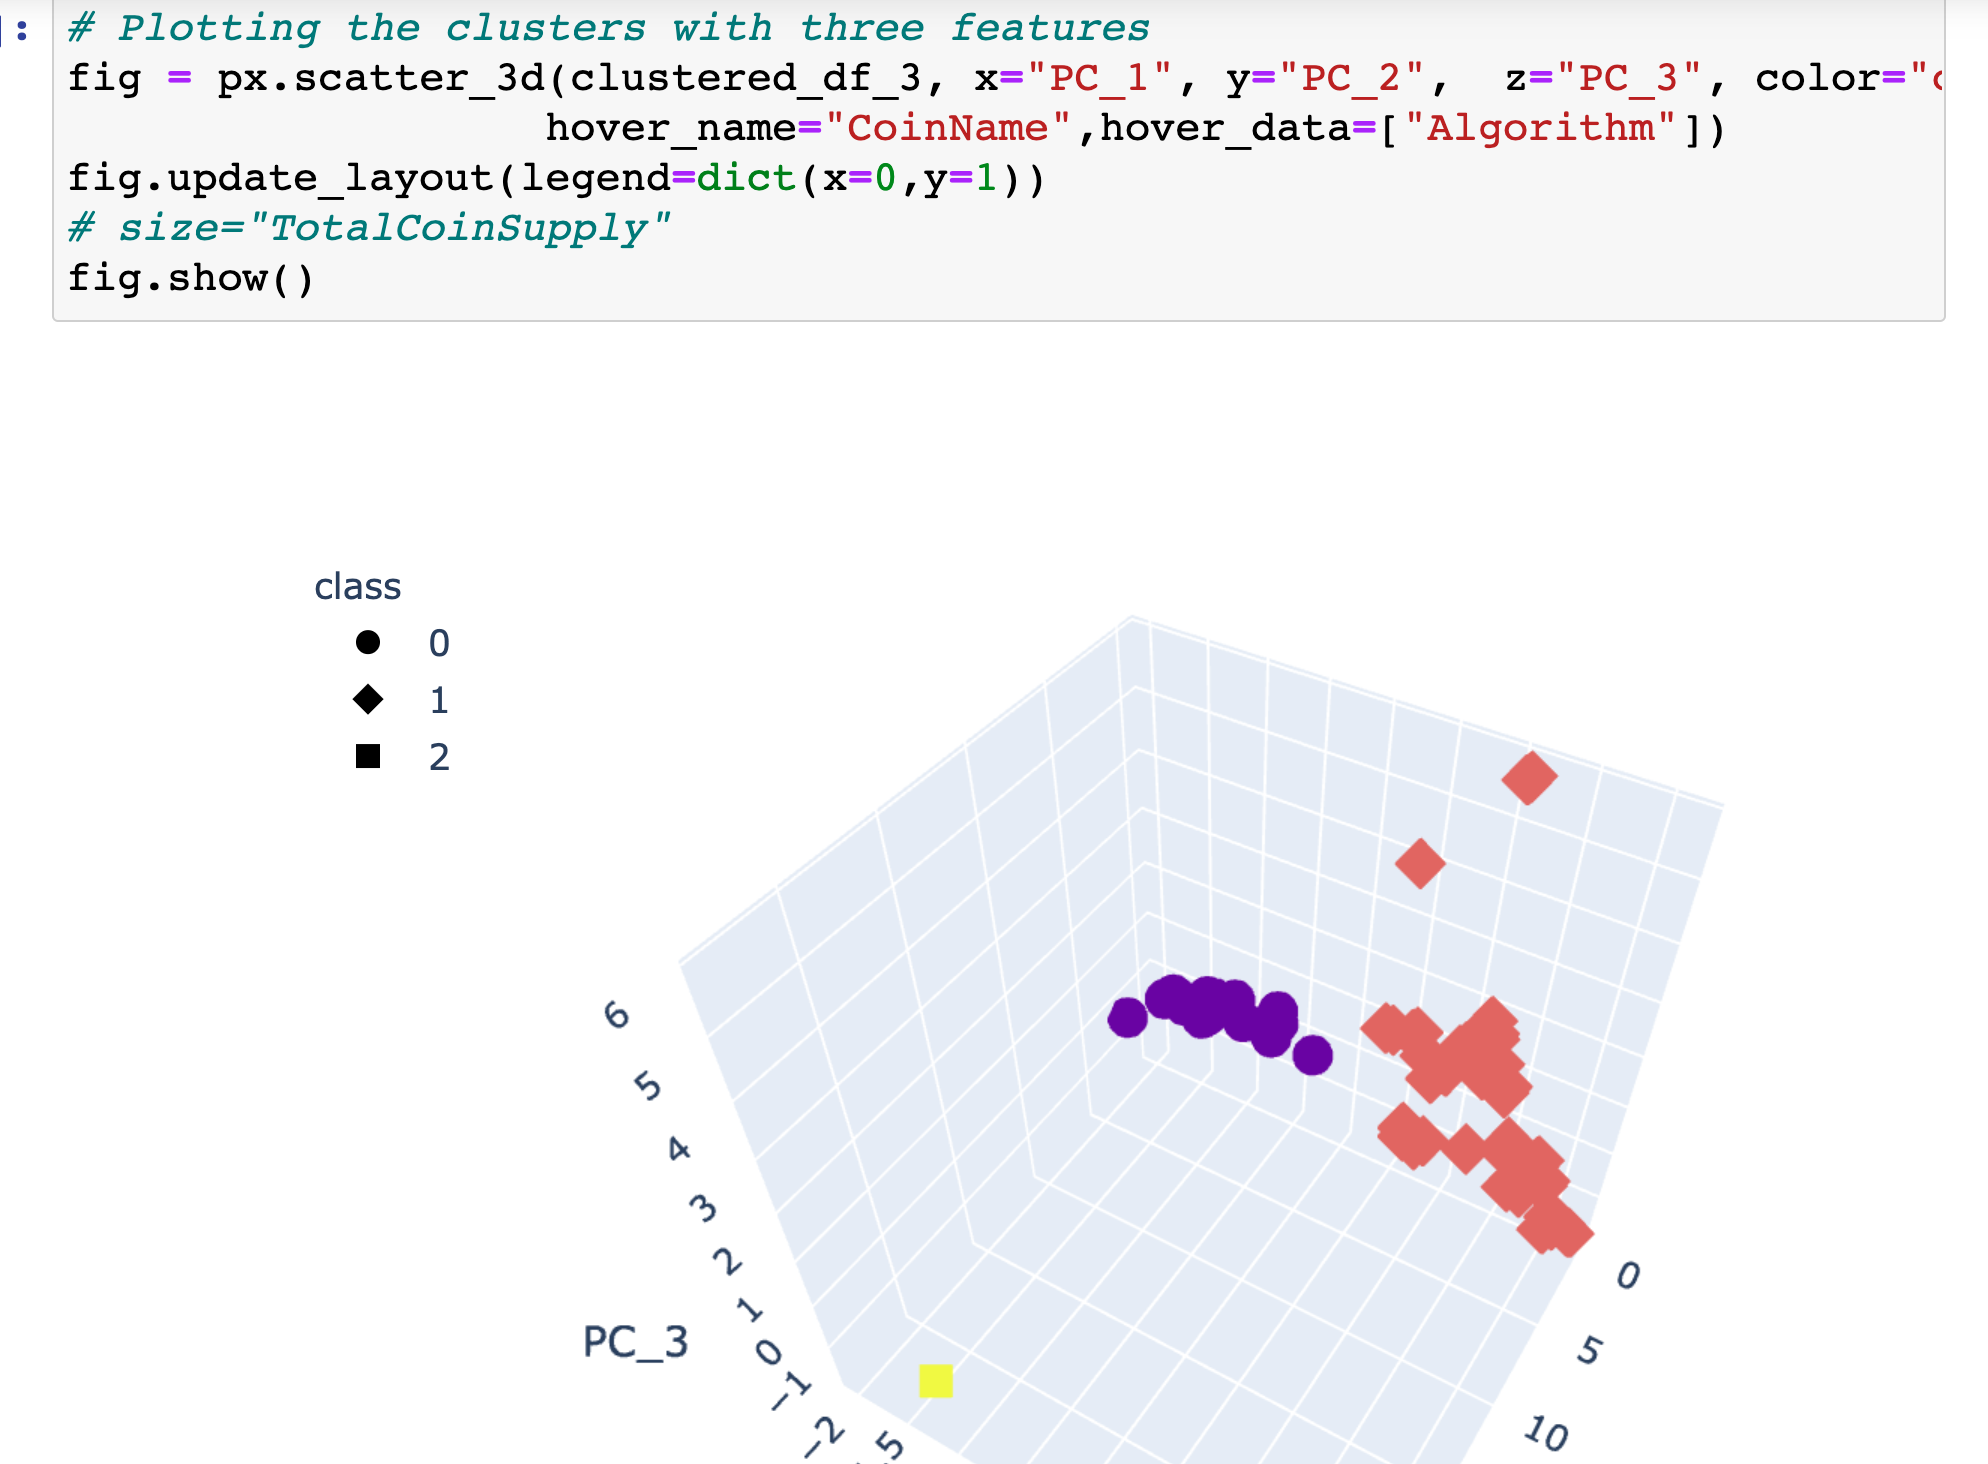 ]:
# Plotting the clusters with three features
fig = px.scatter_3d(clustered_df_3, x="PC_1", y="PC_2",  z="PC_3", color="
hover_name="CoinName",hover_data=["Algorithm"])
fig.update_layout(legend=dict(x=0,y=1))
# size="TotalCoinSupply"
fig.show()
class
0
1
2
6
5
4
3
2
1
0
−1
−2
PC_3
5
0
5
10